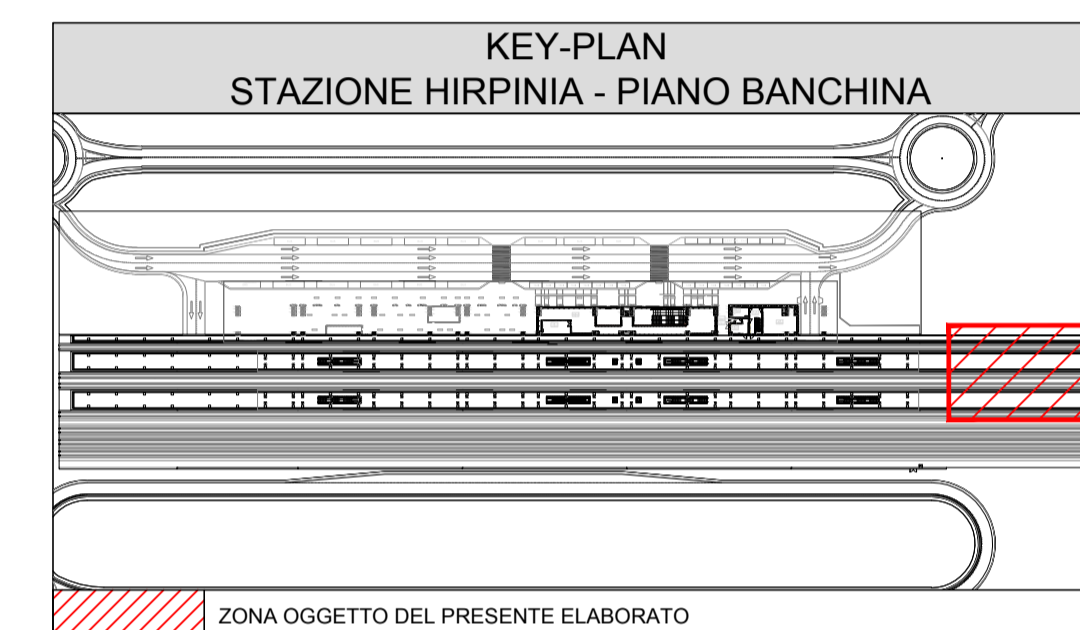 KEY-PLAN
STAZIONE HIRPINIA - PIANO BANCHINA
ZONA OGGETTO DEL PRESENTE ELABORATO